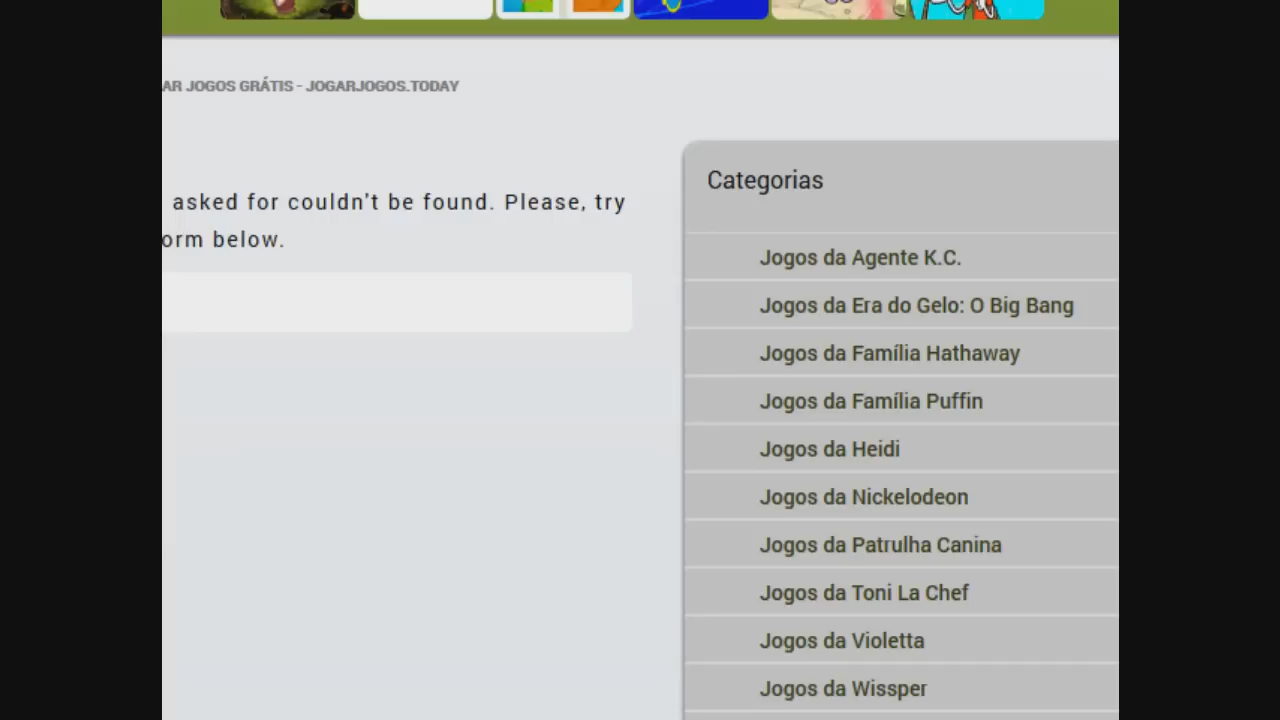 AR JOGOS GRÁTIS - JOGARJOGOS.TODAY
asked for couldn't be found. Please, try
orm below.
Categorias
Jogos da Agente K.C.
Jogos da Era do Gelo: O Big Bang
Jogos da Família Hathaway
Jogos da Família Puffin
Jogos da Heidi
Jogos da Nickelodeon
Jogos da Patrulha Canina
Jogos da Toni La Chef
Jogos da Violetta
Jogos da Wissper